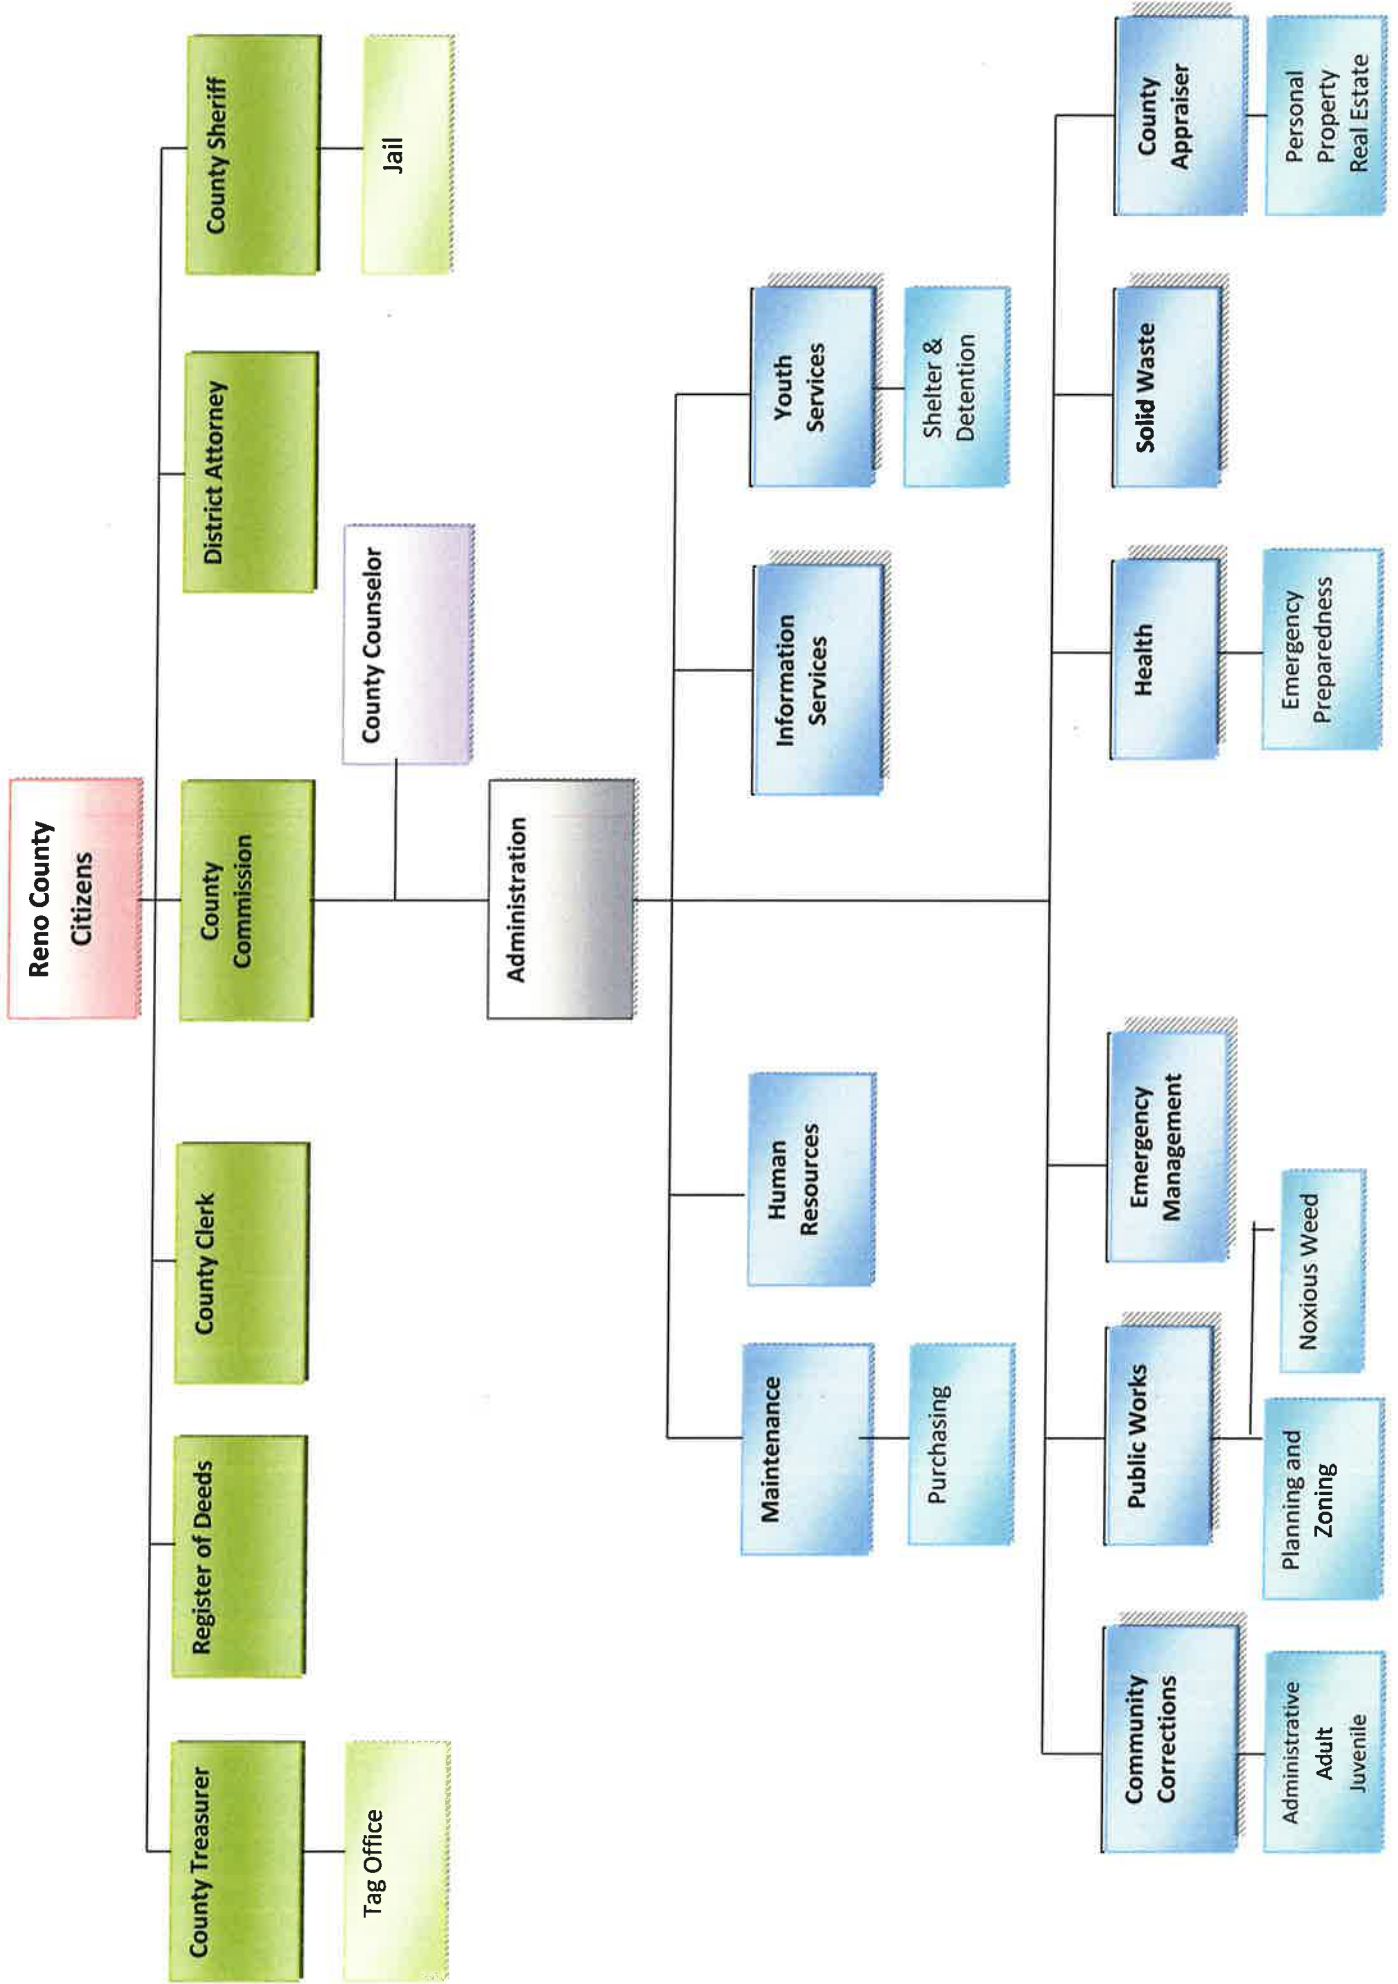 Reno County
Citizens
County Treasurer
Register of Deeds
County Clerk
County
Commission
District Attorney
County Sheriff
Tag Office
County Counselor
Jail
Administration
Maintenance
Human
Resources
Information
Services
Youth
Services
Purchasing
Shelter &
Detention
Community
Corrections
Public Works
Emergency
Management
Health
Solid Waste
County
Appraiser
Administrative
Adult
Juvenile
Planning and
Zoning
Noxious Weed
Emergency
Preparedness
Personal
Property
Real Estate